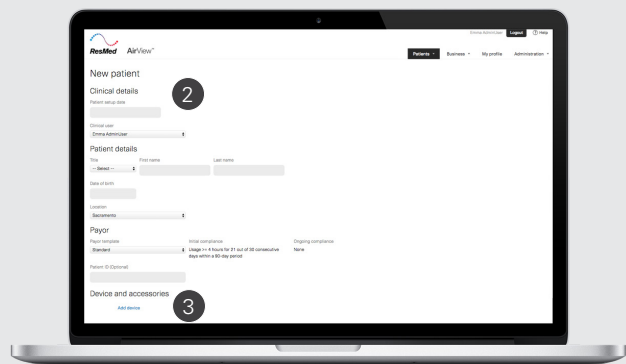 Emma AdminUser Logout ? Help
ResMed AirView™
Patients Business My profile Administration
New patient
Clinical details
2
Patient setup date
Clinical user
Emma AdminUser
Patient details
Title First name Last name
-- Select --
Date of birth
Location
Sacramento
Payor
Payor template Initial compliance Ongoing compliance
Standard Usage >= 4 hours for 21 out of 30 consecutive None
days within a 90-day period
Patient ID (Optional)
Device and accessories
3
Add device